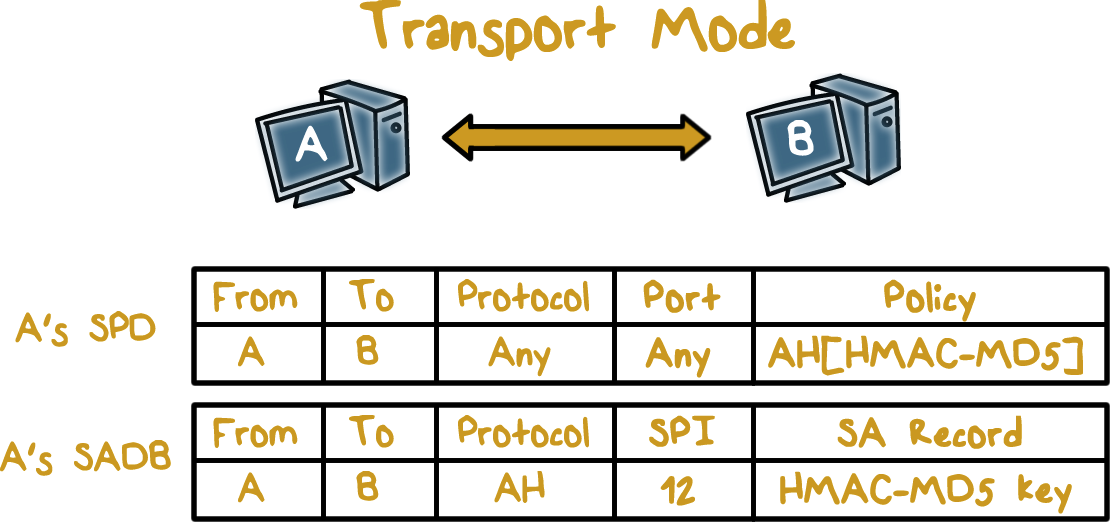 Transport Mode
A
B
A's SPD
From To Protocol Port Policy
A B Any Any AH[HMAC-MD5]
A's SADB
From To Protocol SPI SA Record
A B AH 12 HMAC-MD5 key